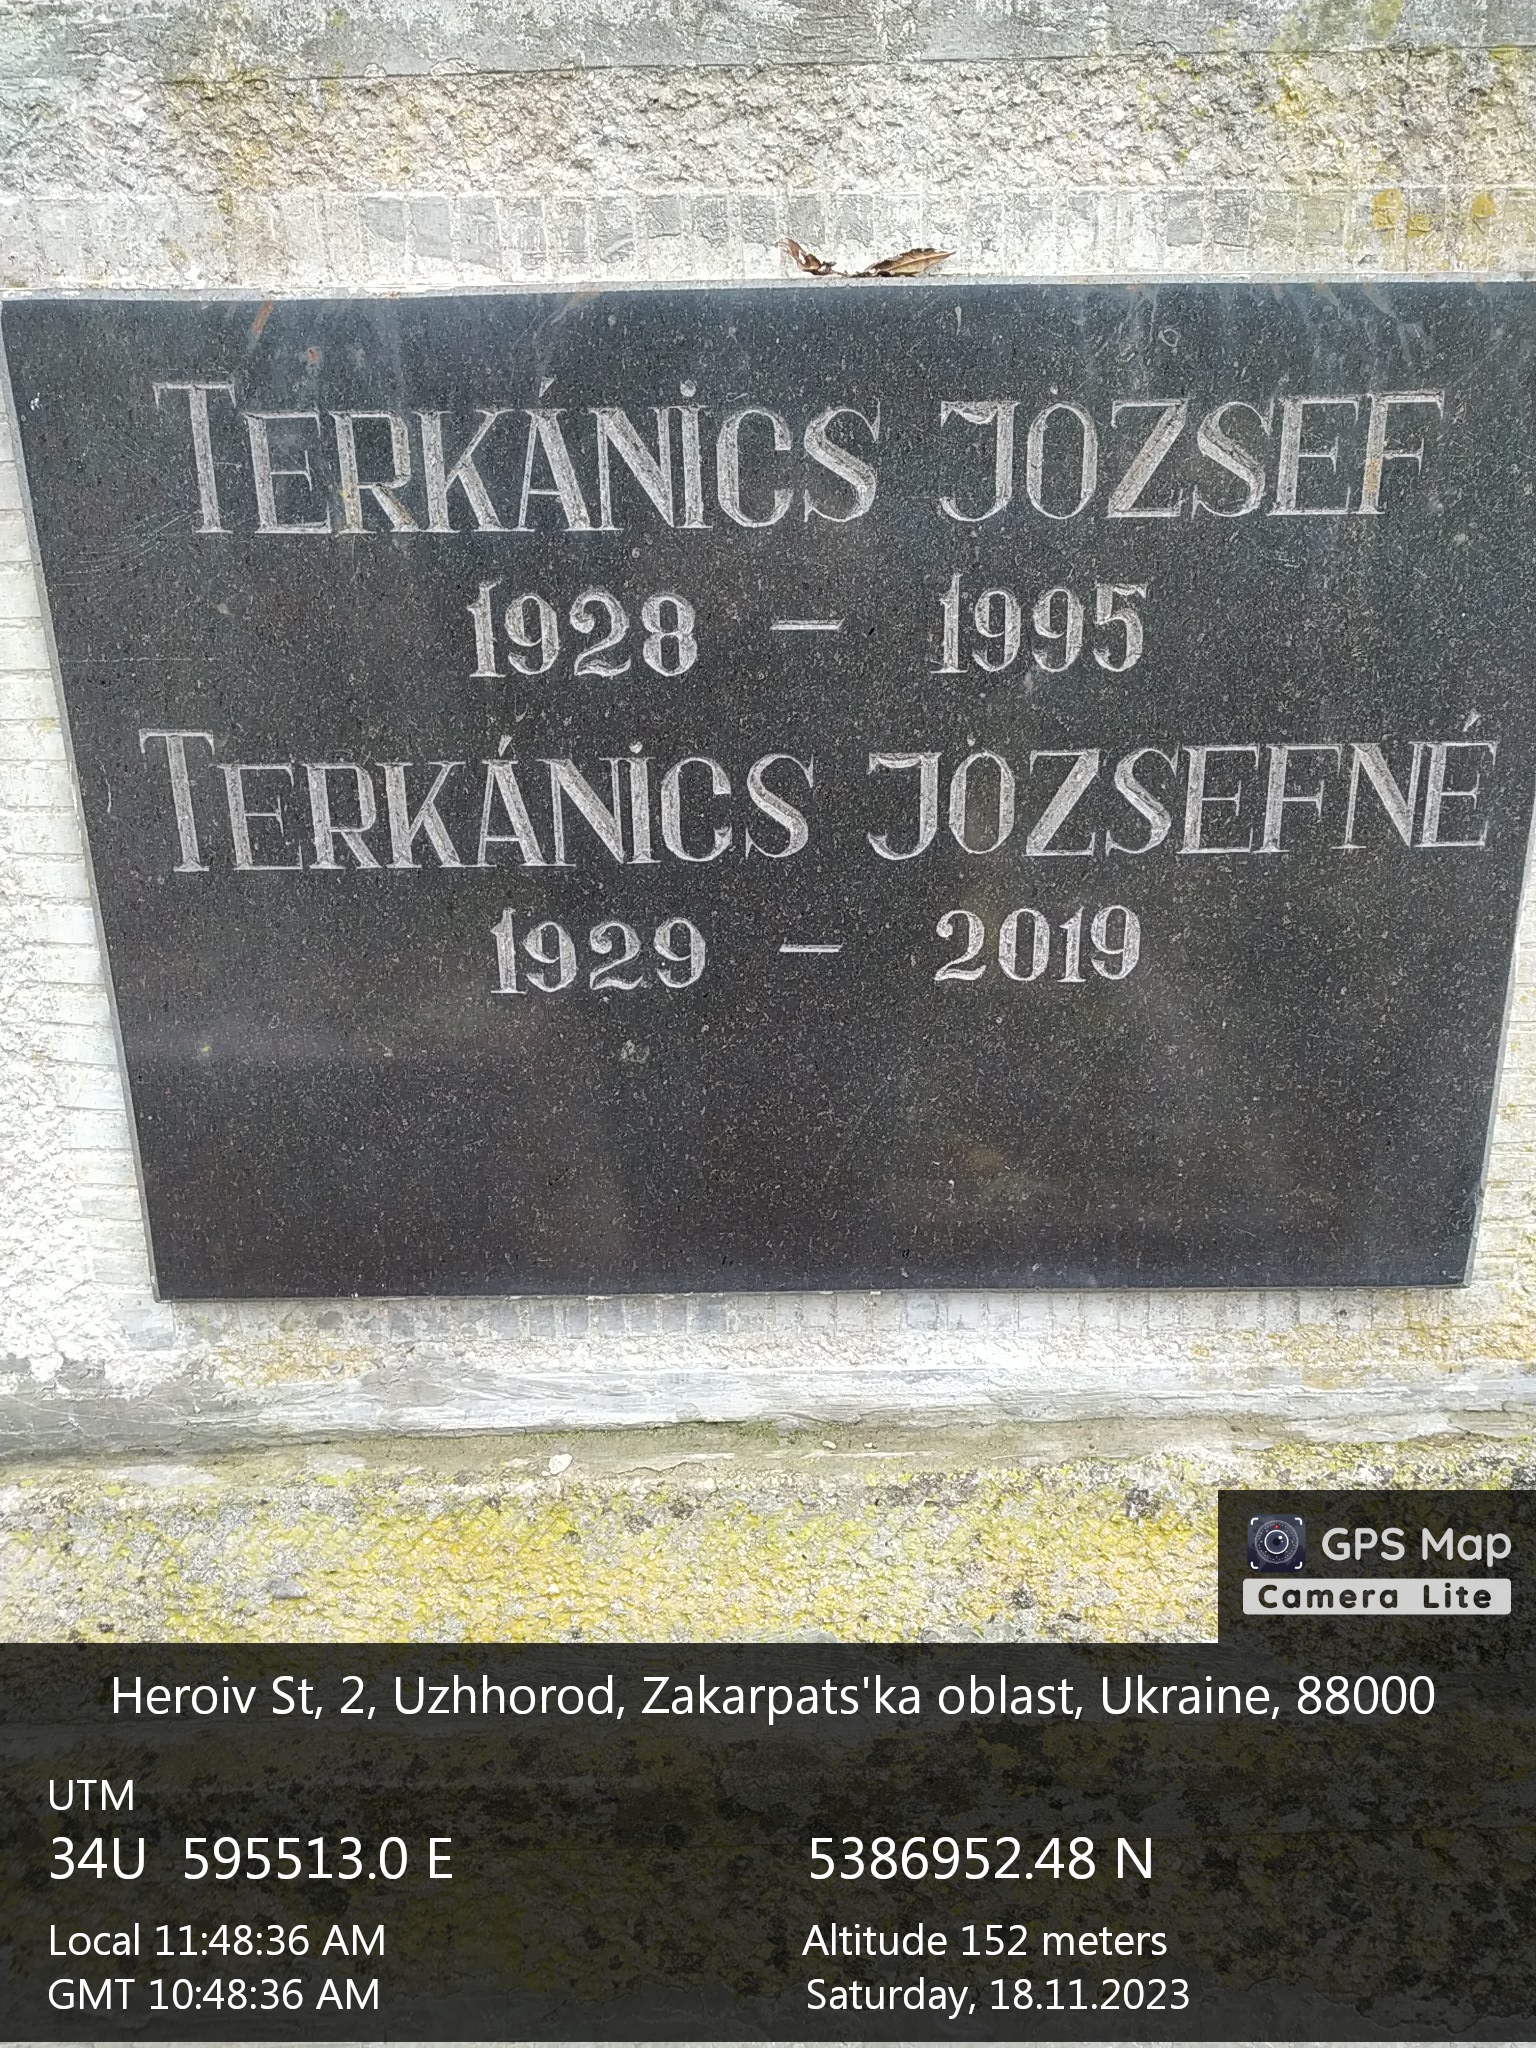 TERKÁNICS JÓZSEF
1928 – 1995
TERKÁNICS JÓZSEFNÉ
1929 – 2019
GPS Map
Camera Lite
Heroiv St, 2, Uzhhorod, Zakarpats'ka oblast, Ukraine, 88000
UTM
34U 595513.0 E 5386952.48 N
Local 11:48:36 AM Altitude 152 meters
GMT 10:48:36 AM Saturday, 18.11.2023